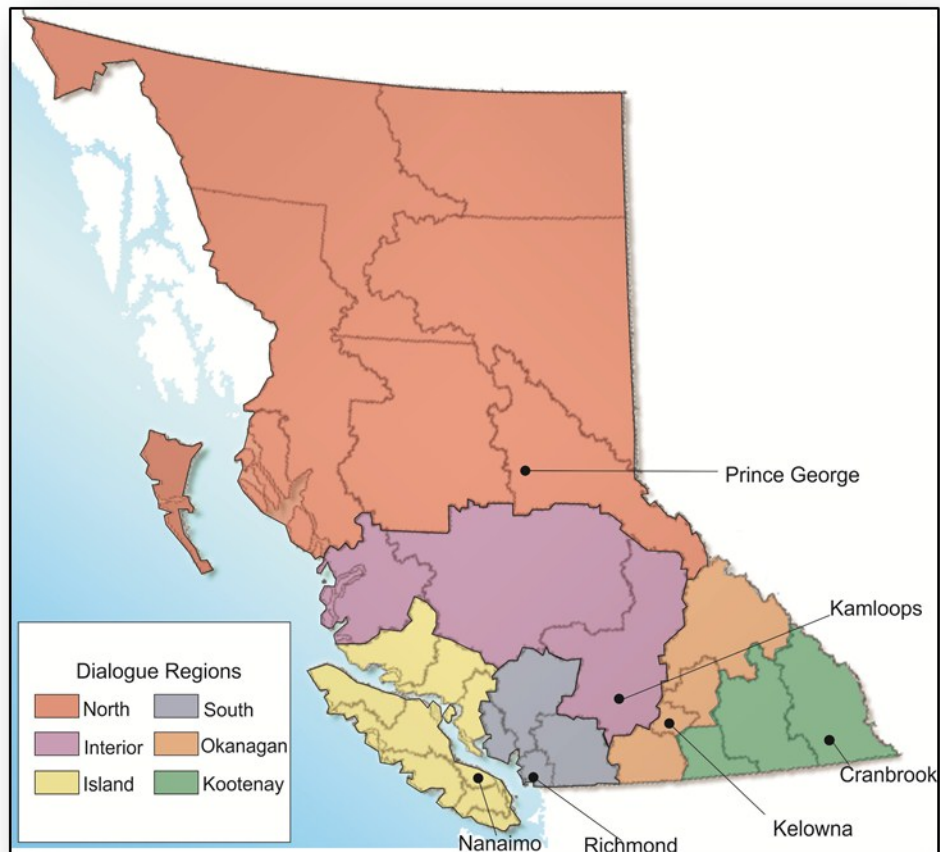 Prince George
Kamloops
Dialogue Regions
North South
Interior Okanagan
Island Kootenay
Cranbrook
Kelowna
Nanaimo Richmond